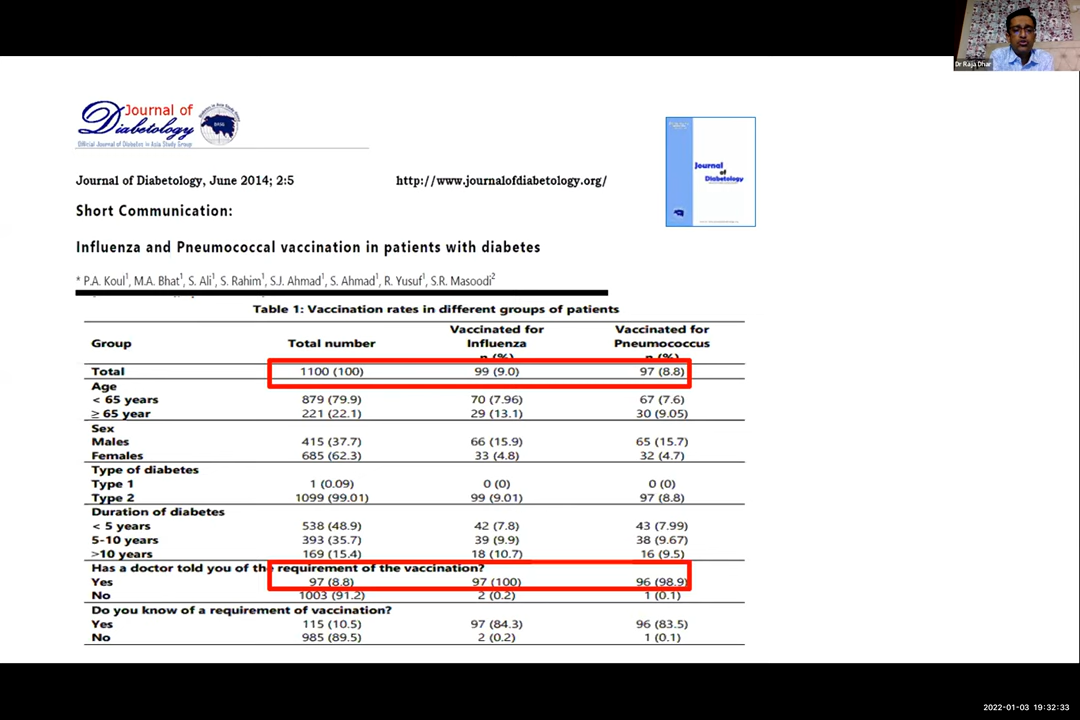 Dr Raja Dhar
Journal of
Diabetology
Official Journal of Diabetes in Asia Study Group
Journal
of
Diabetology
Journal of Diabetology, June 2014; 2:5 http://www.journalofdiabetology.org/
Short Communication:
Influenza and Pneumococcal vaccination in patients with diabetes
* P.A. Koul1, M.A. Bhat1, S. Ali1, S. Rahim1, S.J. Ahmad1, S. Ahmad1, R. Yusuf1, S.R. Masoodi2
Table 1: Vaccination rates in different groups of patients
Group Total number Vaccinated for Influenza n (%) Vaccinated for Pneumococcus n (%)
Total 1100 (100) 99 (9.0) 97 (8.8)
Age
< 65 years 879 (79.9) 70 (7.96) 67 (7.6)
≥ 65 year 221 (22.1) 29 (13.1) 30 (9.05)
Sex
Males 415 (37.7) 66 (15.9) 65 (15.7)
Females 685 (62.3) 33 (4.8) 32 (4.7)
Type of diabetes
Type 1 1 (0.09) 0 (0) 0 (0)
Type 2 1099 (99.01) 99 (9.01) 97 (8.8)
Duration of diabetes
< 5 years 538 (48.9) 42 (7.8) 43 (7.99)
5-10 years 393 (35.7) 39 (9.9) 38 (9.67)
>10 years 169 (15.4) 18 (10.7) 16 (9.5)
Has a doctor told you of the requirement of the vaccination?
Yes 97 (8.8) 97 (100) 96 (98.9)
No 1003 (91.2) 2 (0.2) 1 (0.1)
Do you know of a requirement of vaccination?
Yes 115 (10.5) 97 (84.3) 96 (83.5)
No 985 (89.5) 2 (0.2) 1 (0.1)
2022-01-03 19:32:33